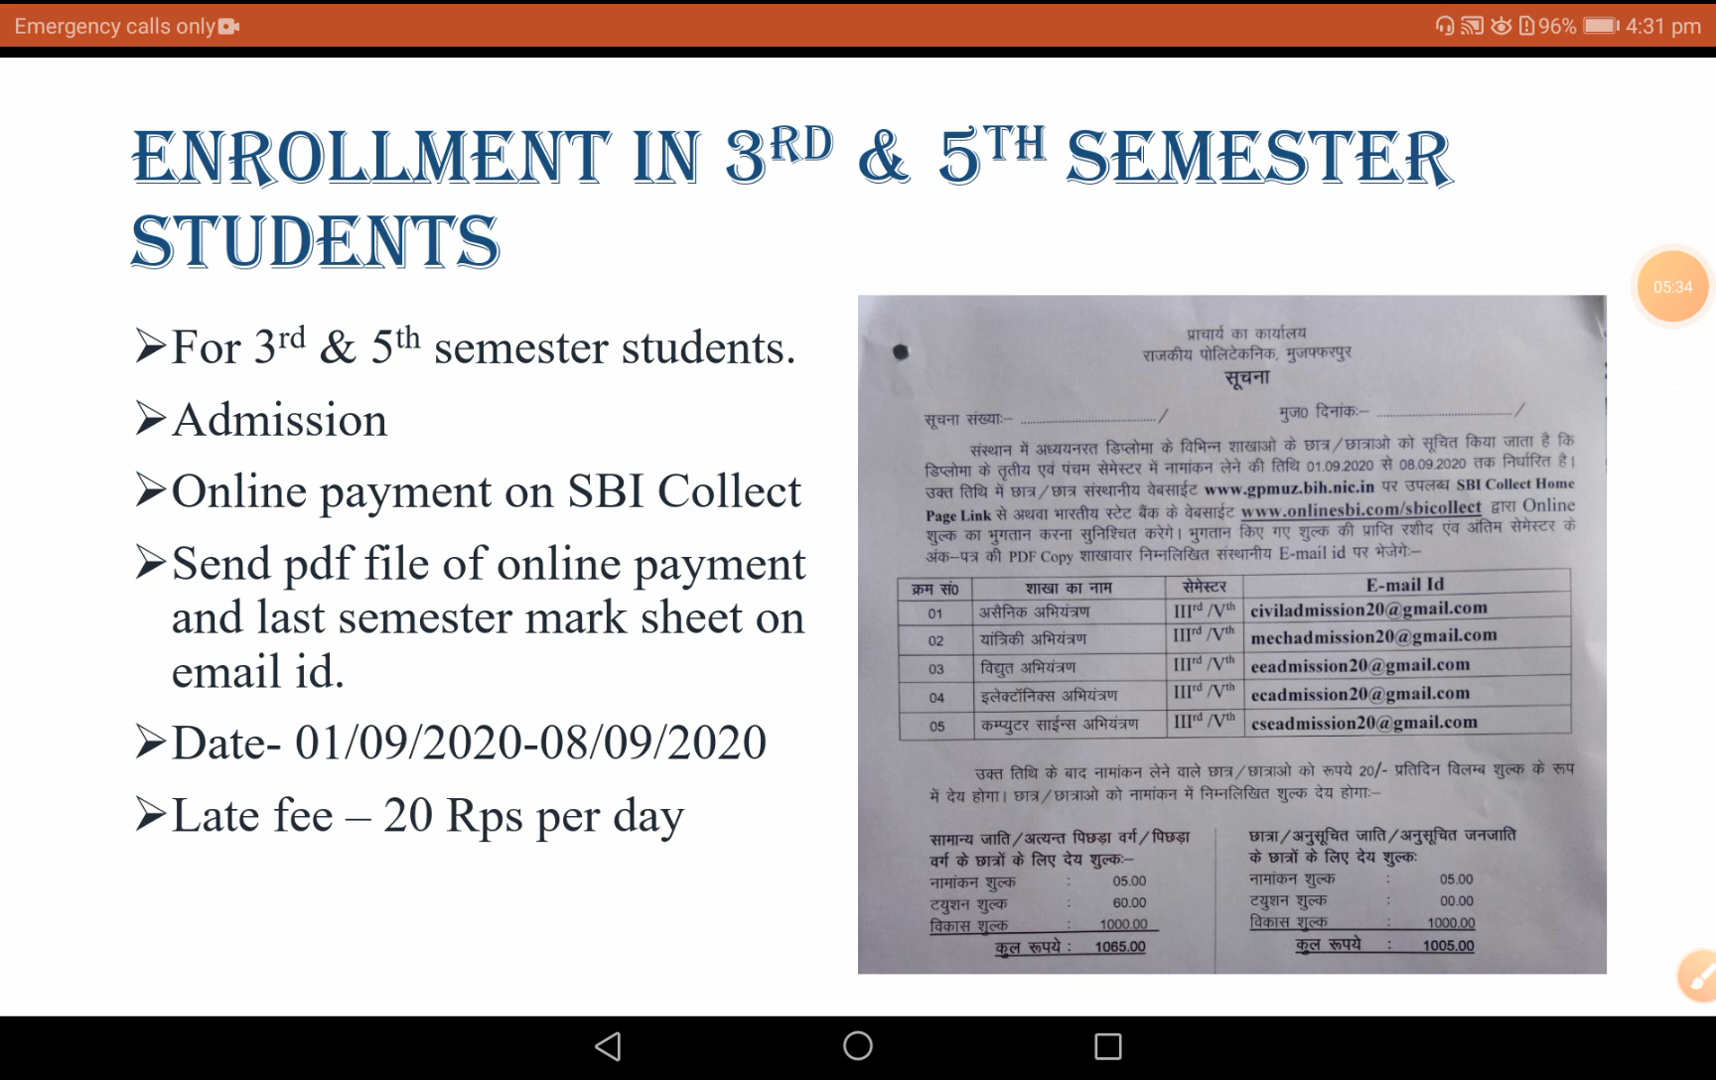 Emergency calls only
96%
4:31 pm
ENROLLMENT IN 3RD & 5TH SEMESTER
STUDENTS
05:34
➢For 3rd & 5th semester students.
➢Admission
➢Online payment on SBI Collect
➢Send pdf file of online payment
and last semester mark sheet on
email id.
➢Date- 01/09/2020-08/09/2020
➢Late fee – 20 Rps per day
प्राचार्य का कार्यालय
राजकीय पोलिटेकनिक, मुजफ्फरपुर
सूचना
सूचना संख्याः- ........................../ मुज0 दिनांकः- ........................../
संस्थान में अध्ययनरत डिप्लोमा के विभिन्न शाखाओ के छात्र/छात्राओ को सूचित किया जाता है कि
डिप्लोमा के तृतीय एवं पंचम सेमेस्टर में नामांकन लेने की तिथि 01.09.2020 से 08.09.2020 तक निर्धारित है।
उक्त तिथि में छात्र/छात्र संस्थानीय वेबसाईट www.gpmuz.bih.nic.in पर उपलब्ध SBI Collect Home
Page Link से अथवा भारतीय स्टेट बैंक के वेबसाईट www.onlinesbi.com/sbicollect द्वारा Online
शुल्क का भुगतान करना सुनिश्चित करेगे। भुगतान किए गए शुल्क की प्राप्ति रशीद एंव अंतिम सेमेस्टर के
अंक–पत्र की PDF Copy शाखावार निम्नलिखित संस्थानीय E-mail id पर भेजेगेः–
क्रम सं0 शाखा का नाम सेमेस्टर E-mail Id
01 असैनिक अभियंत्रण IIIrd /Vth civiladmission20@gmail.com
02 यांत्रिकी अभियंत्रण IIIrd /Vth mechadmission20@gmail.com
03 विद्युत अभियंत्रण IIIrd /Vth eeadmission20@gmail.com
04 इलेक्टॉनिक्स अभियंत्रण IIIrd /Vth ecadmission20@gmail.com
05 कम्प्युटर साईन्स अभियंत्रण IIIrd /Vth cseadmission20@gmail.com
उक्त तिथि के बाद नामांकन लेने वाले छात्र/छात्राओ को रूपये 20/- प्रतिदिन विलम्ब शुल्क के रूप
में देय होगा। छात्र/छात्राओ को नामांकन में निम्नलिखित शुल्क देय होगाः–
सामान्य जाति/अत्यन्त पिछड़ा वर्ग/पिछड़ा
वर्ग के छात्रों के लिए देय शुल्कः–
नामांकन शुल्क : 05.00
टयुशन शुल्क : 60.00
विकास शुल्क : 1000.00
कुल रूपये : 1065.00
छात्रा/अनुसूचित जाति/अनुसूचित जनजाति
के छात्रों के लिए देय शुल्कः
नामांकन शुल्क : 05.00
टयुशन शुल्क : 00.00
विकास शुल्क : 1000.00
कुल रूपये : 1005.00